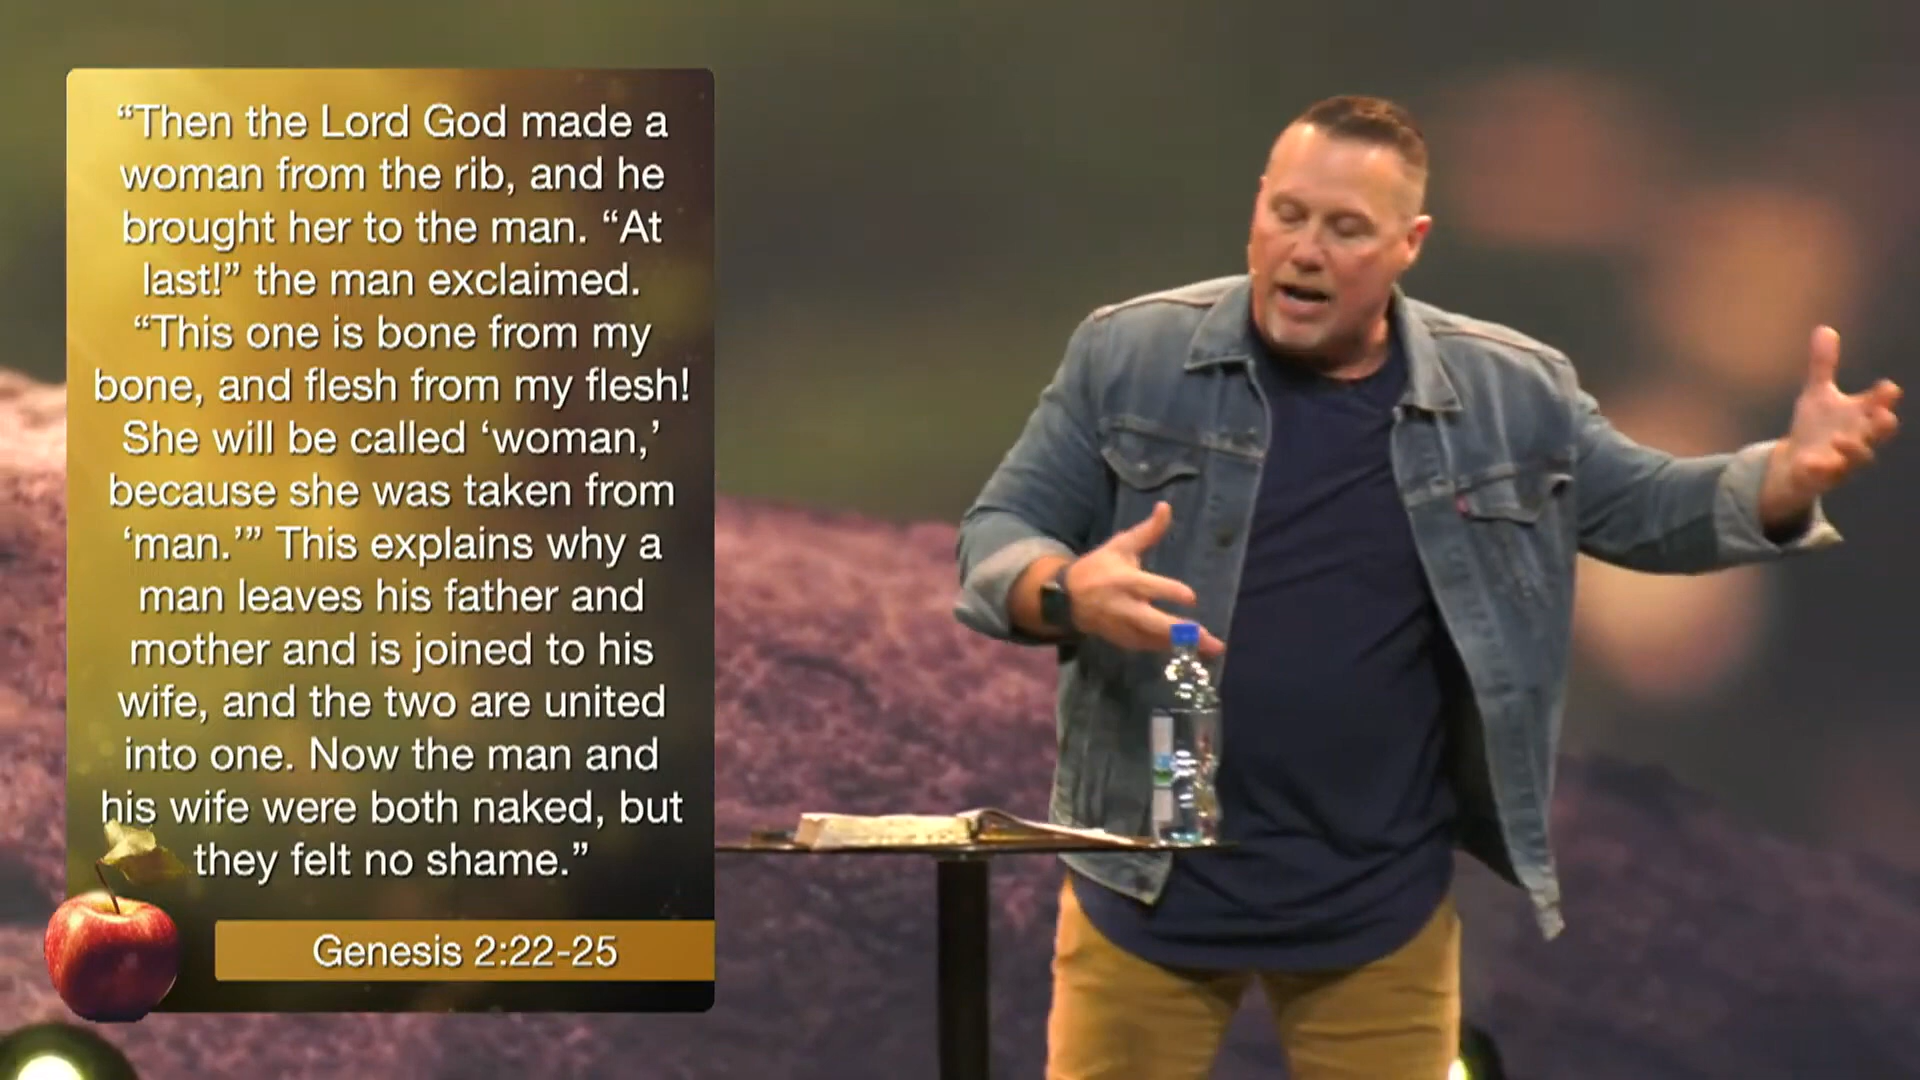 “Then the Lord God made a
woman from the rib, and he
brought her to the man. “At
last!” the man exclaimed.
“This one is bone from my
bone, and flesh from my flesh!
She will be called ‘woman,’
because she was taken from
‘man.’” This explains why a
man leaves his father and
mother and is joined to his
wife, and the two are united
into one. Now the man and
his wife were both naked, but
they felt no shame.”
Genesis 2:22-25